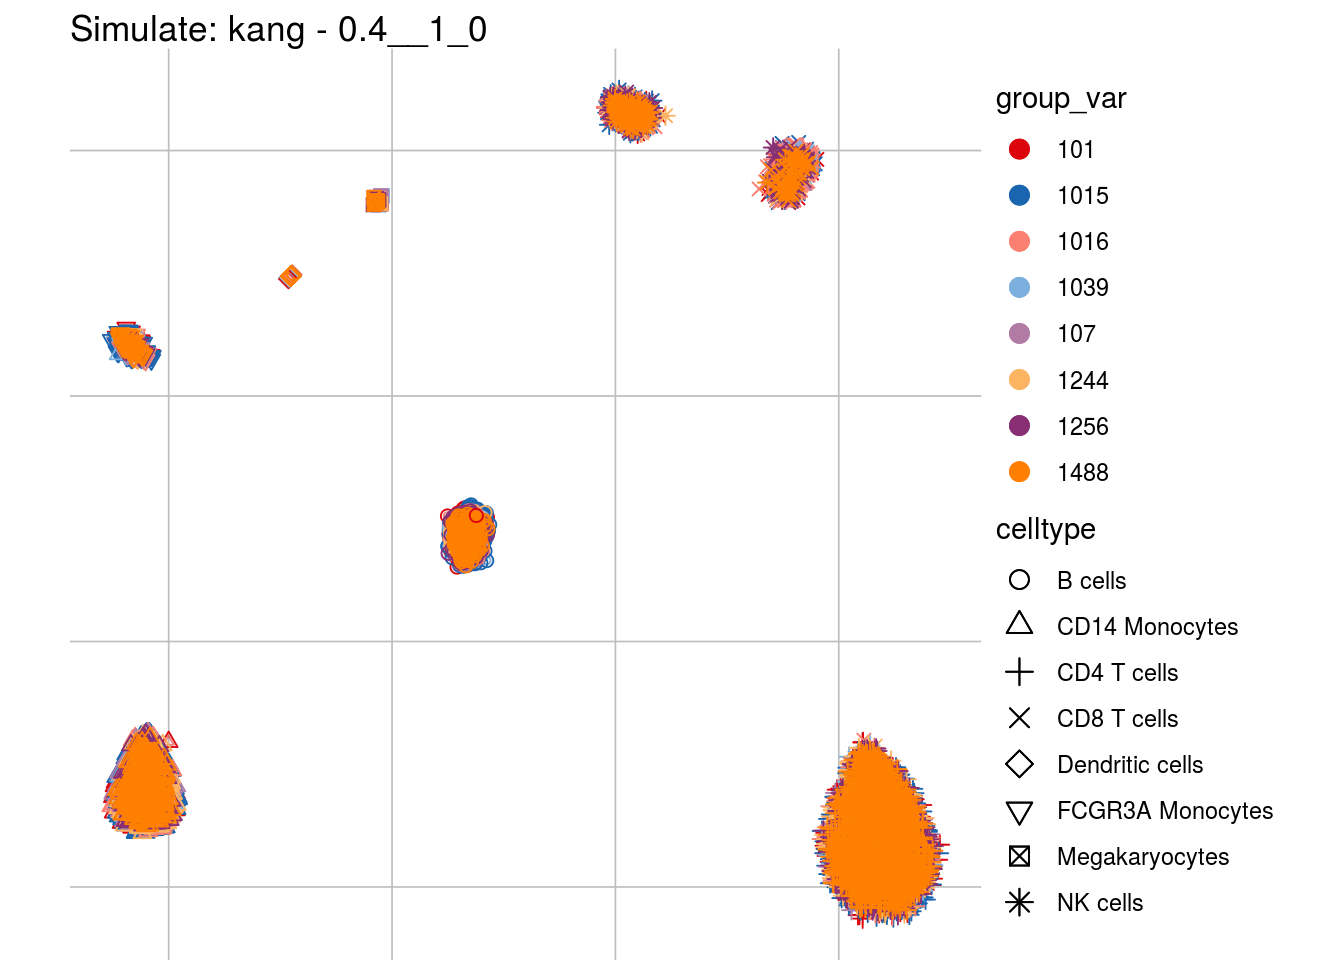 Simulate: kang - 0.4__1_0
group_var
101
1015
1016
1039
107
1244
1256
1488
celltype
B cells
CD14 Monocytes
CD4 T cells
CD8 T cells
Dendritic cells
FCGR3A Monocytes
Megakaryocytes
NK cells